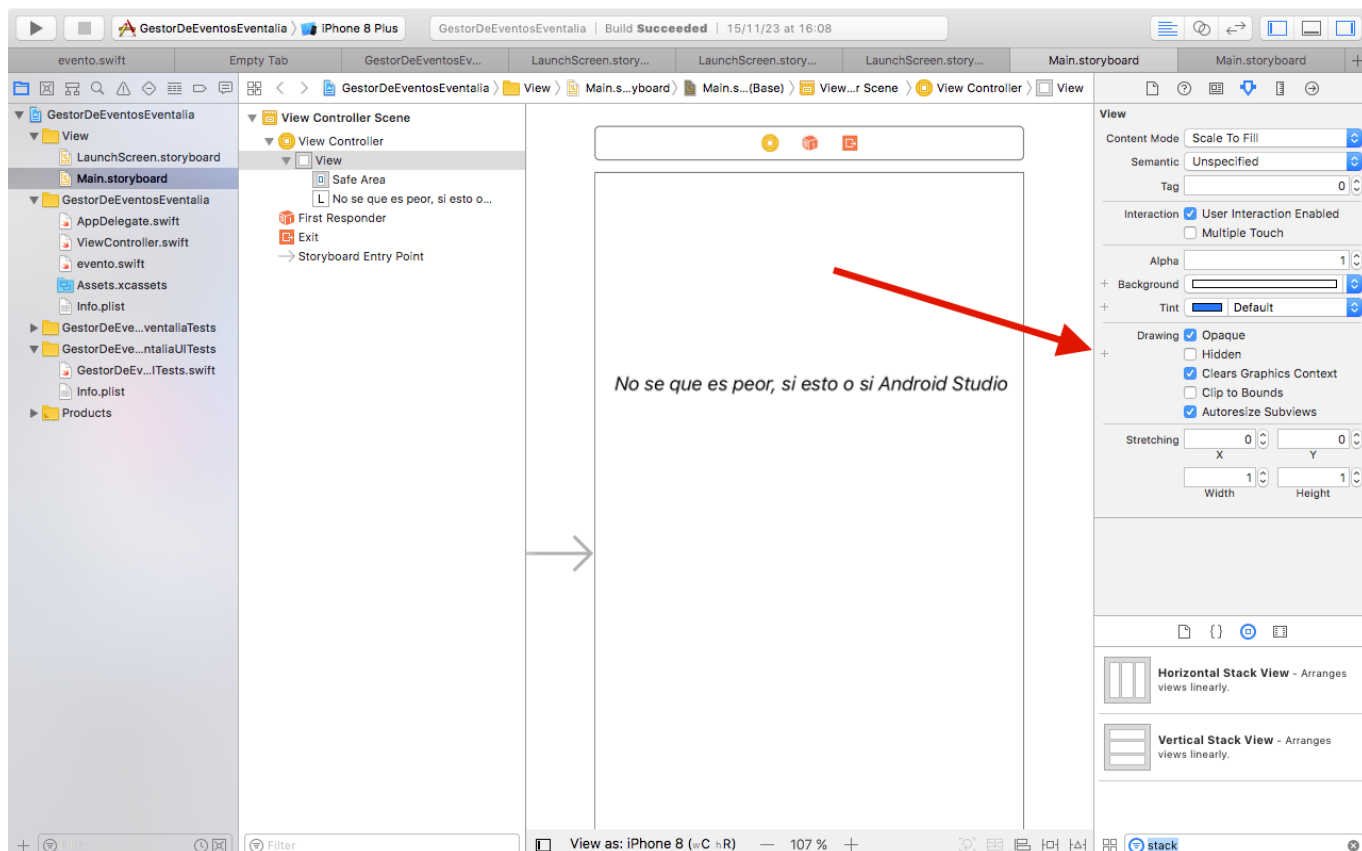 GestorDeEventosEventalia 〉 iPhone 8 Plus
GestorDeEventosEventalia | Build Succeeded | 15/11/23 at 16:08
evento.swift
Empty Tab
GestorDeEventosEv...
LaunchScreen.story...
LaunchScreen.story...
LaunchScreen.story...
Main.storyboard
Main.storyboard
GestorDeEventosEventalia 〉 View 〉 Main.s...yboard 〉 Main.s...(Base) 〉 View...r Scene 〉 View Controller 〉 View
GestorDeEventosEventalia
View
LaunchScreen.storyboard
Main.storyboard
GestorDeEventosEventalia
AppDelegate.swift
ViewController.swift
evento.swift
Assets.xcassets
Info.plist
GestorDeEve...ventaliaTests
GestorDeEve...ntaliaUITests
GestorDeEv...ITests.swift
Info.plist
Products
Filter
View Controller Scene
View Controller
View
Safe Area
L No se que es peor, si esto o...
First Responder
Exit
Storyboard Entry Point
Filter
No se que es peor, si esto o si Android Studio
View as: iPhone 8 (wC hR) — 107 % +
View
Content Mode Scale To Fill
Semantic Unspecified
Tag 0
Interaction User Interaction Enabled
Multiple Touch
Alpha 1
Background
Tint Default
Drawing Opaque
Hidden
Clears Graphics Context
Clip to Bounds
Autoresize Subviews
Stretching 0 0
X Y
1 1
Width Height
{}
Horizontal Stack View - Arranges
views linearly.
Vertical Stack View - Arranges
views linearly.
stack